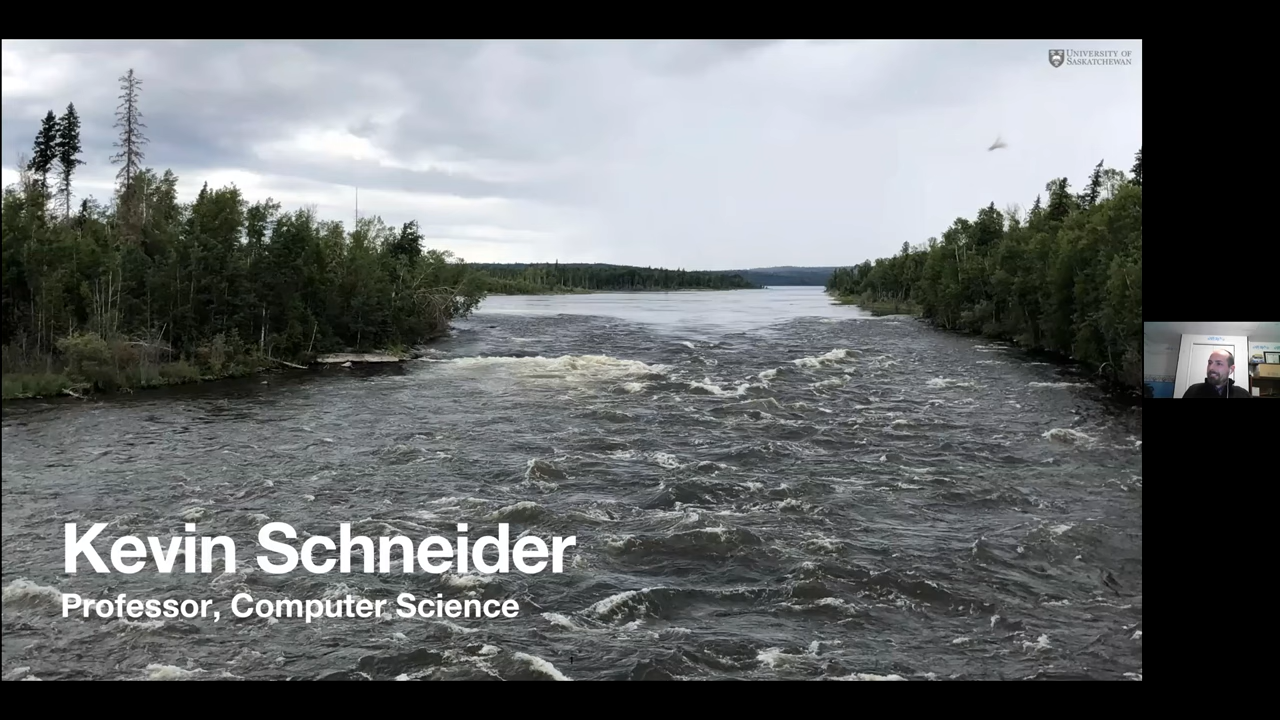 University of
Saskatchewan
Kevin Schneider
Professor, Computer Science